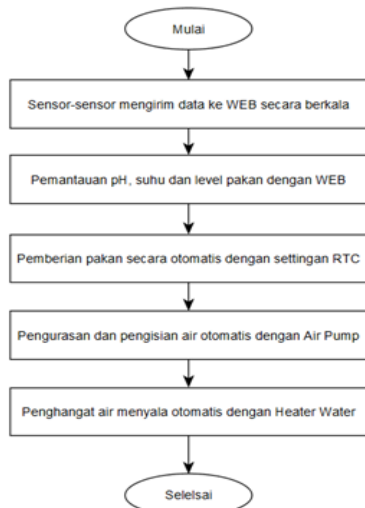 Mulai
Sensor-sensor mengirim data ke WEB secara berkala
Pemantauan pH, suhu dan level pakan dengan WEB
Pemberian pakan secara otomatis dengan settingan RTC
Pengurasan dan pengisian air otomatis dengan Air Pump
Penghangat air menyala otomatis dengan Heater Water
Selelsai